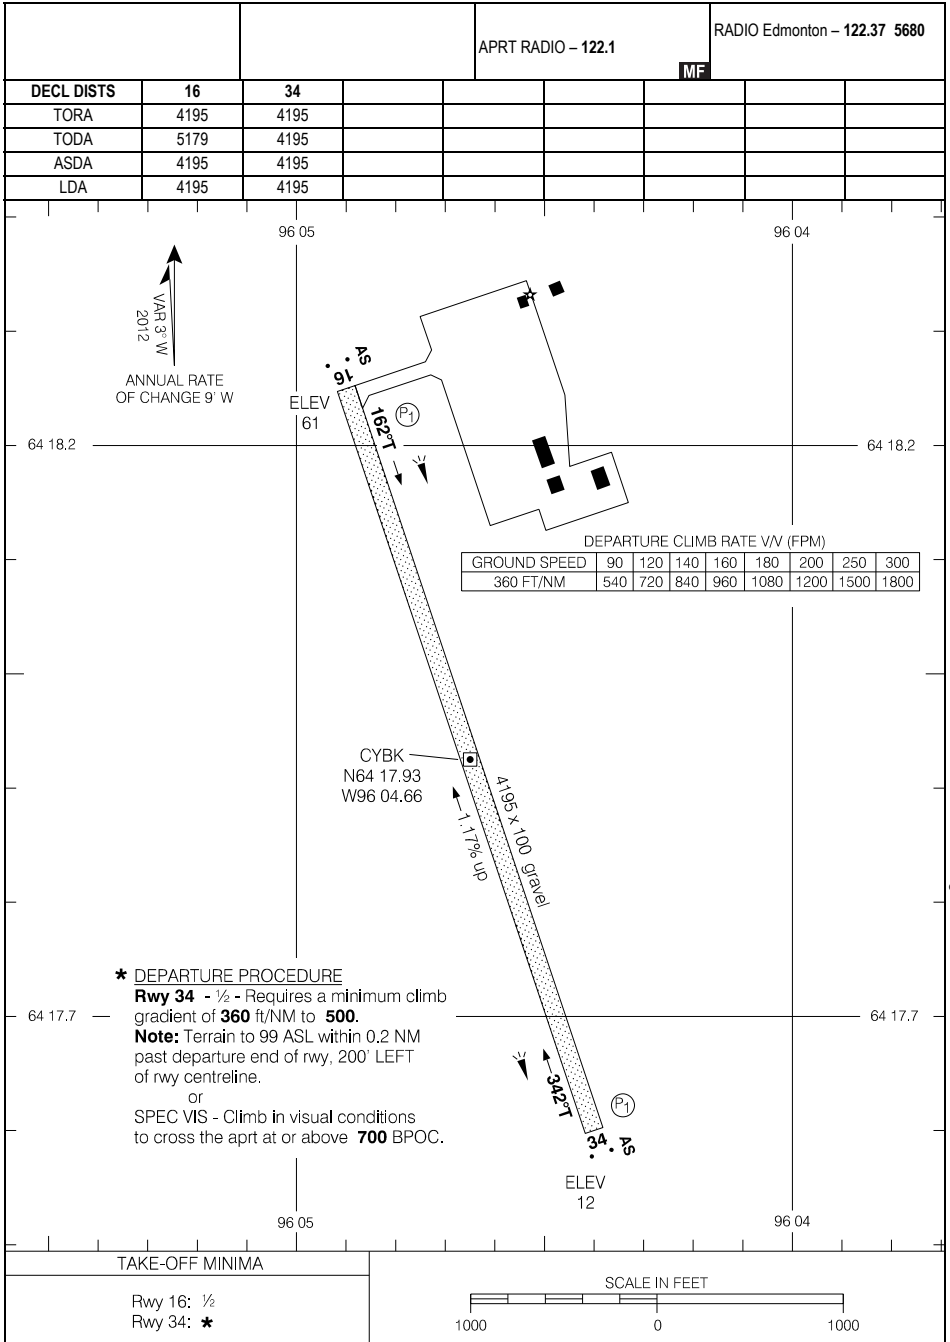 APRT RADIO – 122.1
MF
RADIO Edmonton – 122.37 5680
DECL DISTS 16 34
TORA 4195 4195
TODA 5179 4195
ASDA 4195 4195
LDA 4195 4195
96 05 96 04
VAR 3° W
2012
ANNUAL RATE
OF CHANGE 9' W
AS
16
ELEV
61
P1
162°T
64 18.2 64 18.2
DEPARTURE CLIMB RATE V/V (FPM)
GROUND SPEED 90 120 140 160 180 200 250 300
360 FT/NM 540 720 840 960 1080 1200 1500 1800
CYBK
N64 17.93
W96 04.66
4195 x 100 gravel
1.17% up
* DEPARTURE PROCEDURE
Rwy 34 - ½ - Requires a minimum climb
gradient of 360 ft/NM to 500.
Note: Terrain to 99 ASL within 0.2 NM
past departure end of rwy, 200' LEFT
of rwy centreline.
or
SPEC VIS - Climb in visual conditions
to cross the aprt at or above 700 BPOC.
64 17.7 64 17.7
342°T
P1
34
AS
ELEV
12
96 05 96 04
TAKE-OFF MINIMA
Rwy 16: ½
Rwy 34: *
SCALE IN FEET
1000 0 1000